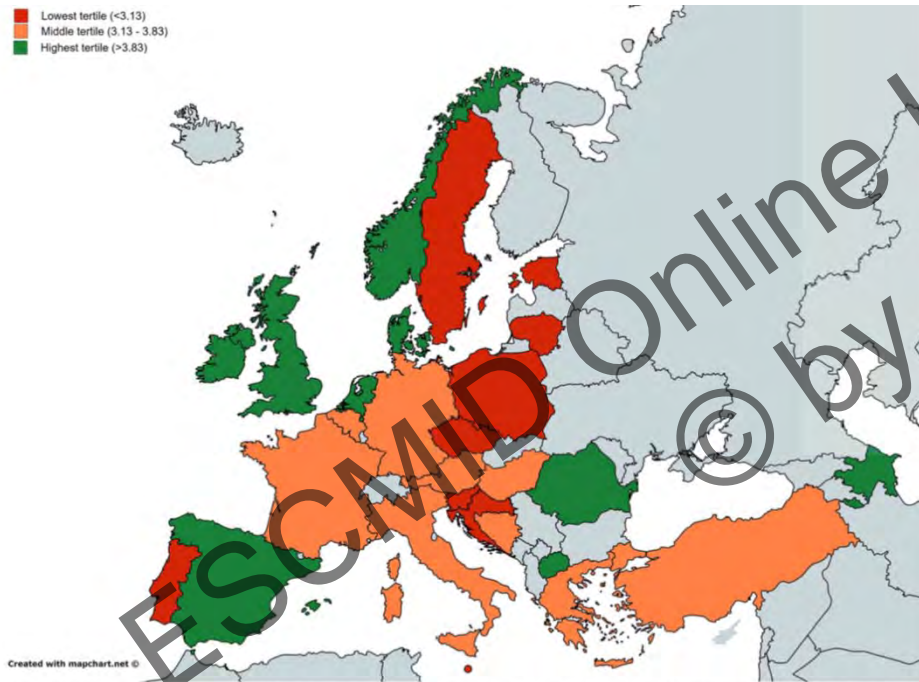 Lowest tertile (<3.13)
Middle tertile (3.13 - 3.83)
Highest tertile (>3.83)
ESCMID Online
© by
Created with mapchart.net ©